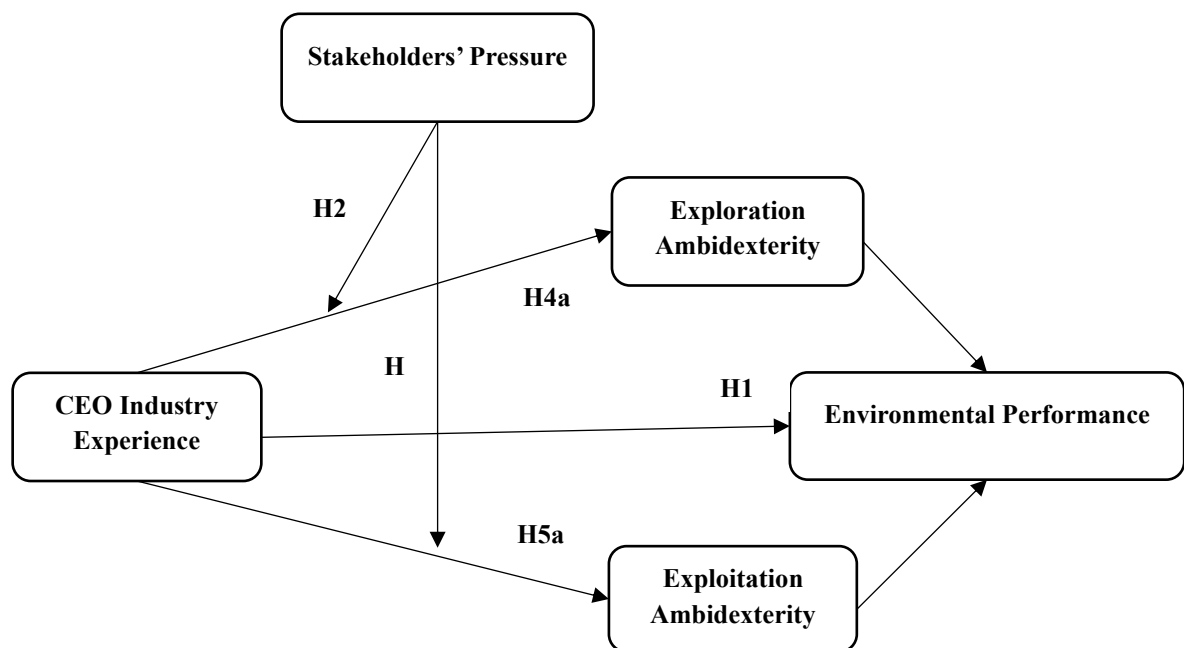 Stakeholders’ Pressure
Exploration
Ambidexterity
H2
H4a
H
H1
CEO Industry
Experience
Environmental Performance
H5a
Exploitation
Ambidexterity